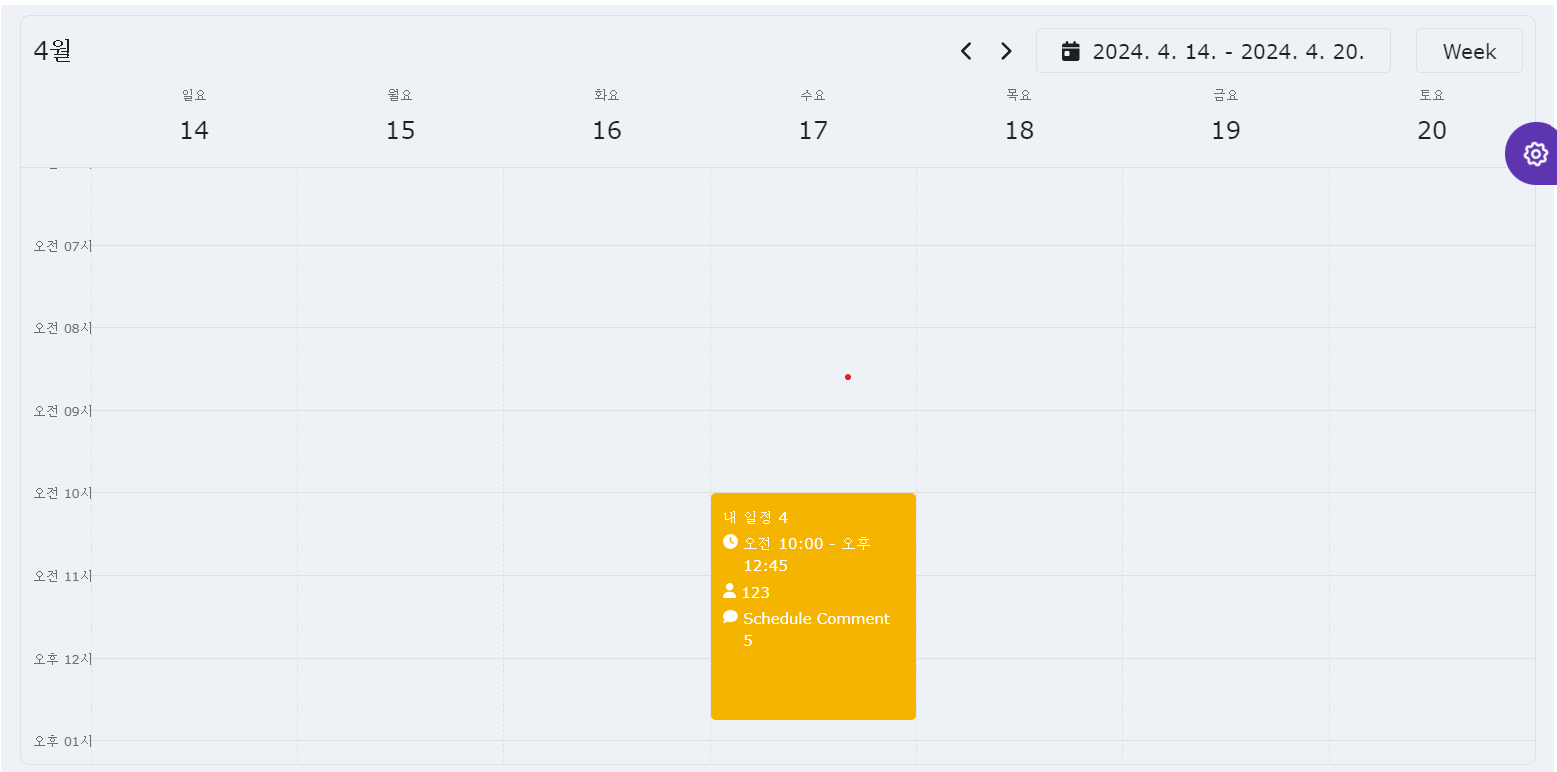 4월
2024. 4. 14. - 2024. 4. 20.
Week
일요 월요 화요 수요 목요 금요 토요
14 15 16 17 18 19 20
오전 07시
오전 08시
오전 09시
오전 10시
내 일정 4
오전 10:00 - 오후
12:45
오전 11시
123
Schedule Comment
5
오후 12시
오후 01시